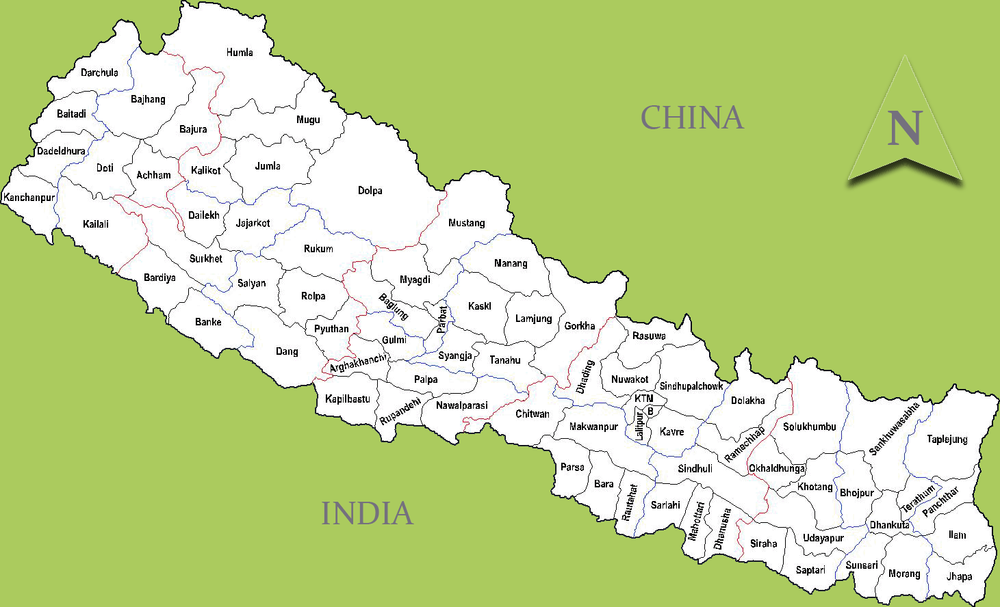 Humla
Darchula
Bajhang
Baitadi
Mugu
Bajura
Dadeldhura
Doti
Achham
Kalikot
Jumla
CHINA
N
Kanchanpur
Dolpa
Kailali
Dailekh
Jajarkot
Mustang
Surkhet
Rukum
Nanang
Bardiya
Salyan
Myagdi
Rolpa
Baglung
Parbat
Kaski
Lamjung
Gorkha
Banke
Pyuthan
Gulmi
Rasuwa
Dang
Arghakhanchi
Syangja
Tanahu
Dhading
Nuwakot
Sindhupalchowk
Palpa
Kapilbastu
Rupandehi
Nawalparasi
Chitwan
KTM
B
Lalitpur
Dolakha
Makwanpur
Kavre
Ramechhap
Solukhumbu
Sankhuwasabha
Taplejung
Parsa
Sindhuli
Okhaldhunga
Bara
Rautahat
Khotang
Bhojpur
Terathum
Panchthar
INDIA
Sarlahi
Mahottari
Dhanusha
Dhankuta
Ilam
Siraha
Udayapur
Saptari
Sunsari
Morang
Jhapa